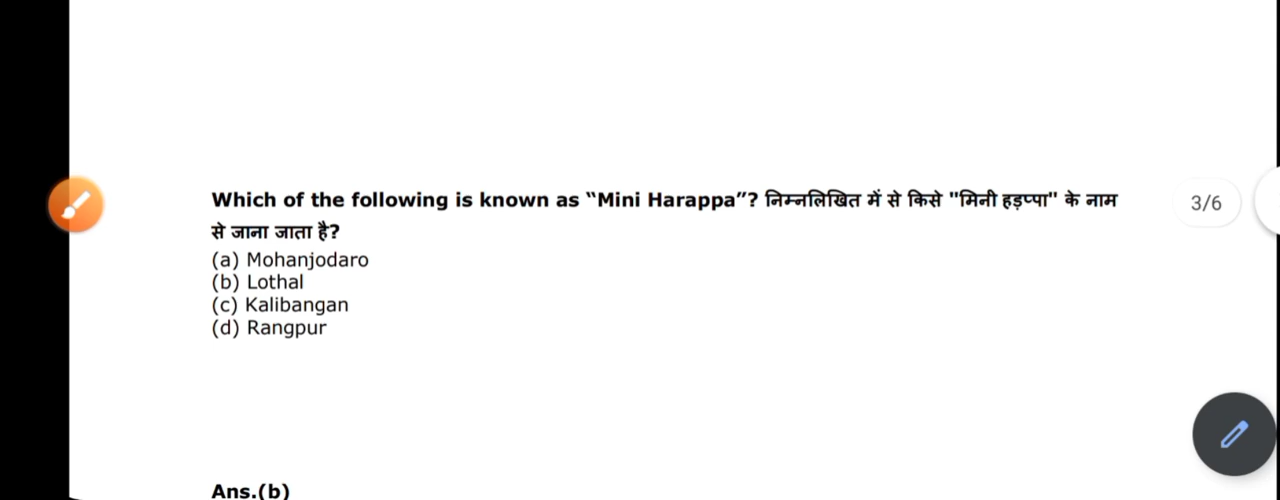 Which of the following is known as “Mini Harappa”? निम्नलिखित में से किसे "मिनी हड़प्पा" के नाम
से जाना जाता है?
(a) Mohanjodaro
(b) Lothal
(c) Kalibangan
(d) Rangpur
3/6
Ans.(b)